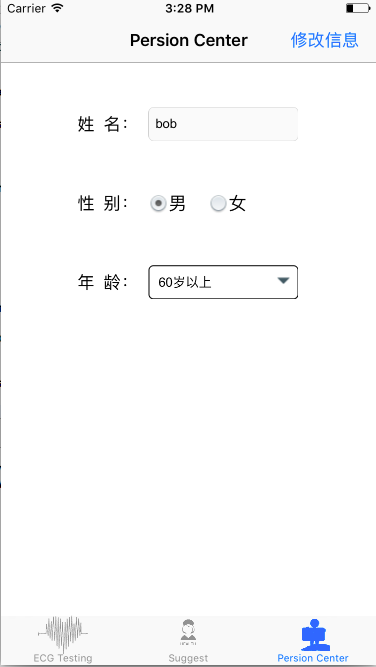 Carrier 3:28 PM
Persion Center 修改信息
姓 名： bob
性 别： 男 女
年 龄： 60岁以上
ECG Testing Suggest Persion Center